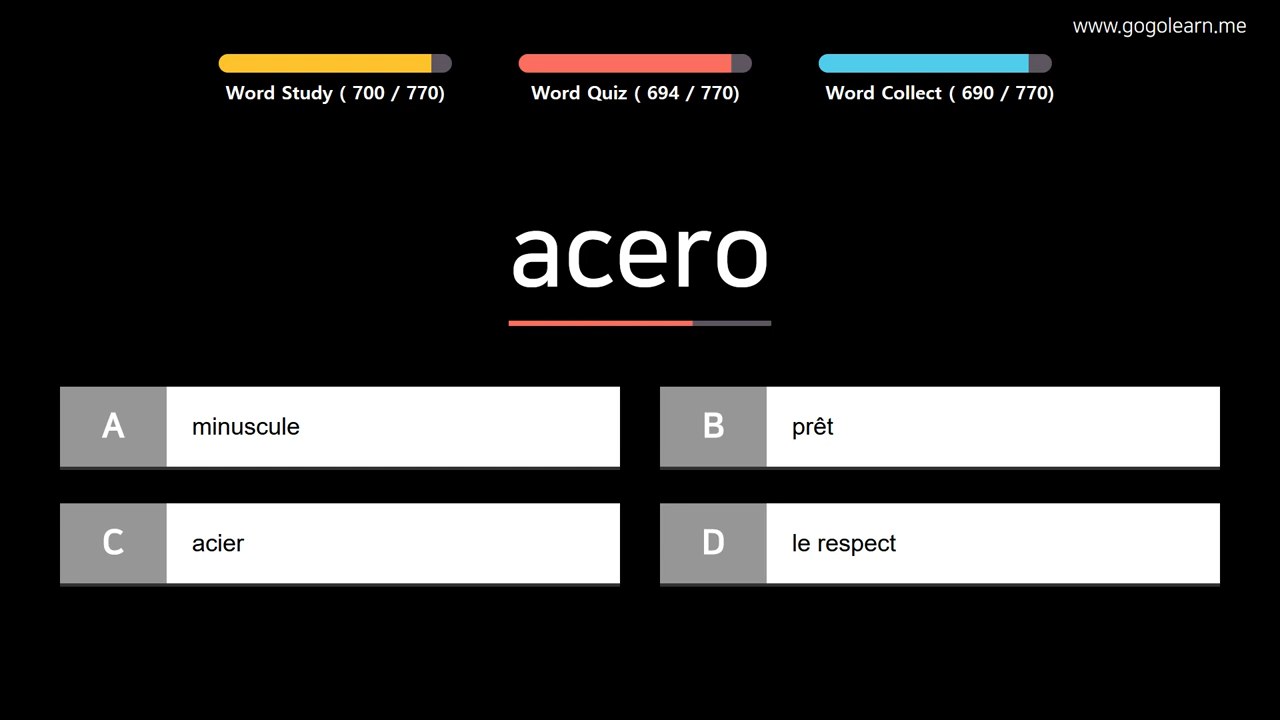 www.gogolearn.me
Word Study ( 700 / 770)
Word Quiz ( 694 / 770)
Word Collect ( 690 / 770)
acero
A minuscule
B prêt
C acier
D le respect